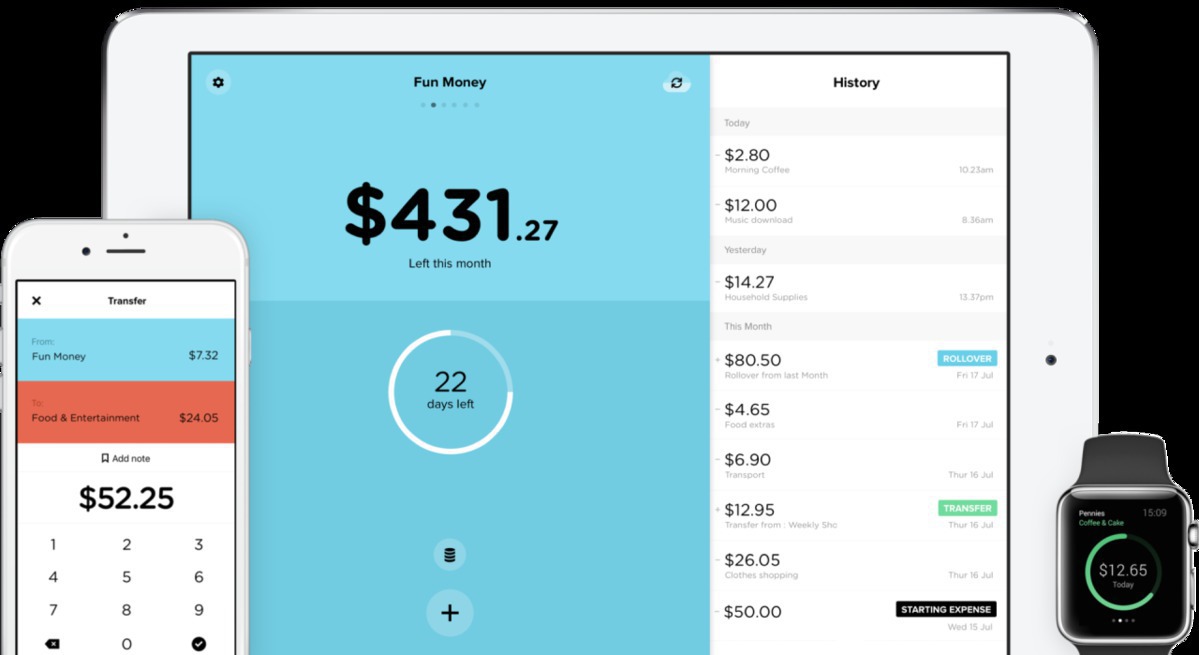 Fun Money
$431.27
Left this month
22
days left
History
Today
$2.80
Morning Coffee
10.23am
$12.00
Music download
8.36am
Yesterday
$14.27
Household Supplies
13.37pm
This Month
$80.50
ROLLOVER
Rollover from last Month
Fri 17 Jul
$4.65
Food extras
Fri 17 Jul
$6.90
Transport
Thur 16 Jul
$12.95
TRANSFER
Transfer from : Weekly Sho
Thur 16 Jul
$26.05
Clothes shopping
Thur 16 Jul
$50.00
STARTING EXPENSE
Wed 15 Jul
Transfer
From:
Fun Money $7.32
To:
Food & Entertainment $24.05
Add note
$52.25
1 2 3
4 5 6
7 8 9
0
Pennies 15:09
Coffee & Cake
$12.65
Today